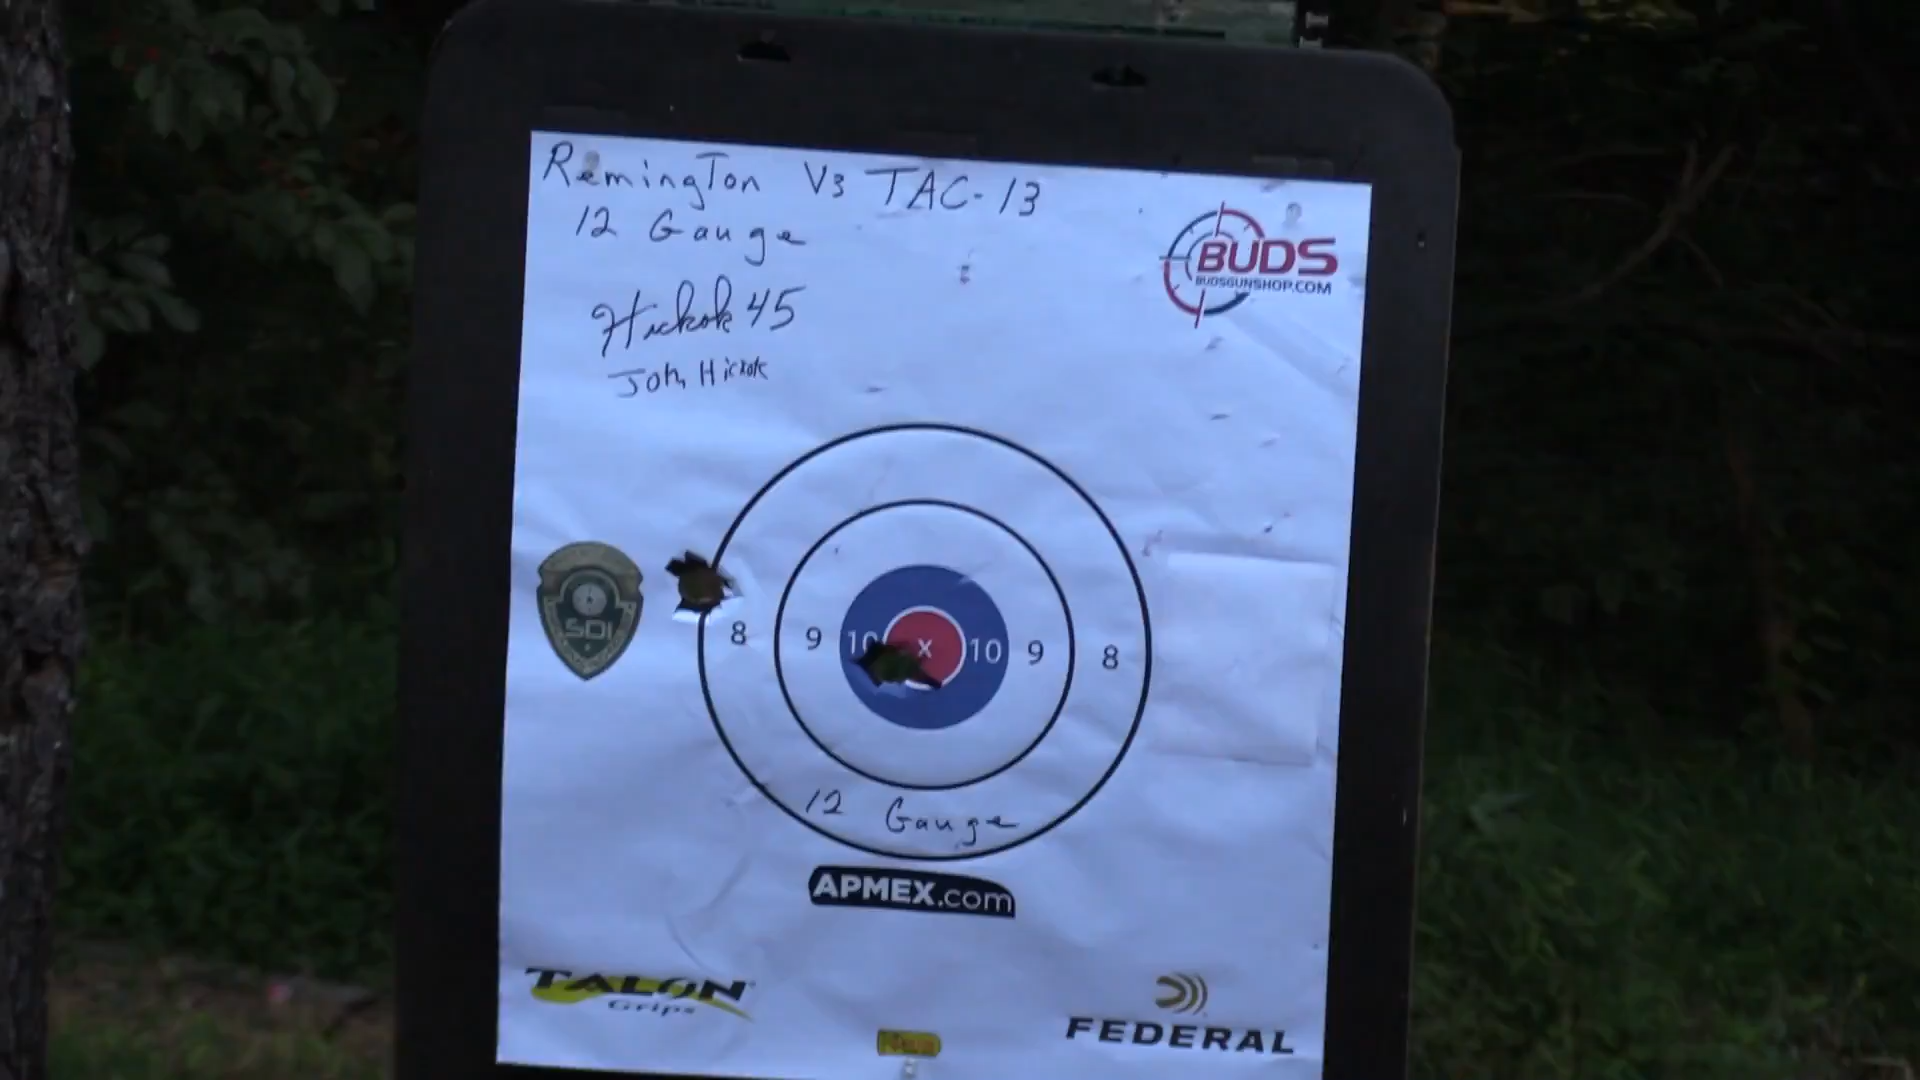 Remington V3 TAC-13
12 Gauge
BUDS
BUDSGUNSHOP.COM
Hickok45
John Hickok
SDI
8 9 10 X 10 9 8
12 Gauge
APMEX.com
TALON
Grips
FEDERAL